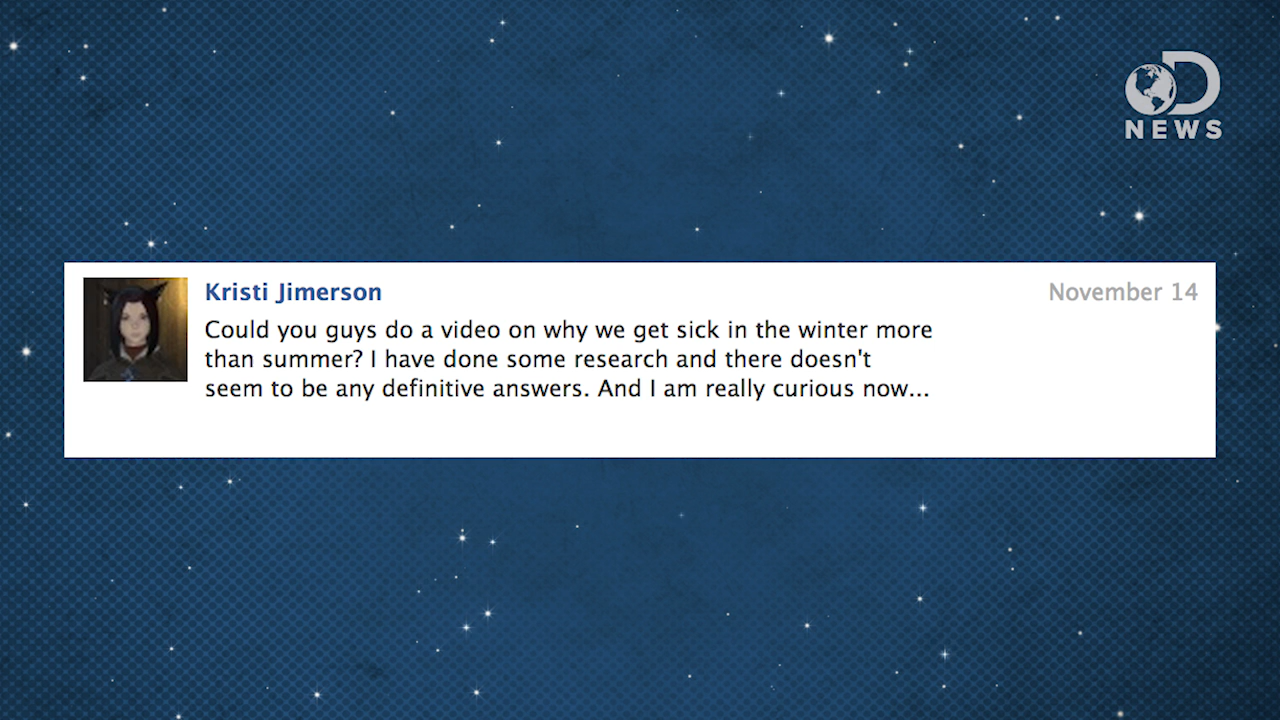 D
NEWS
Kristi Jimerson
November 14
Could you guys do a video on why we get sick in the winter more
than summer? I have done some research and there doesn't
seem to be any definitive answers. And I am really curious now...